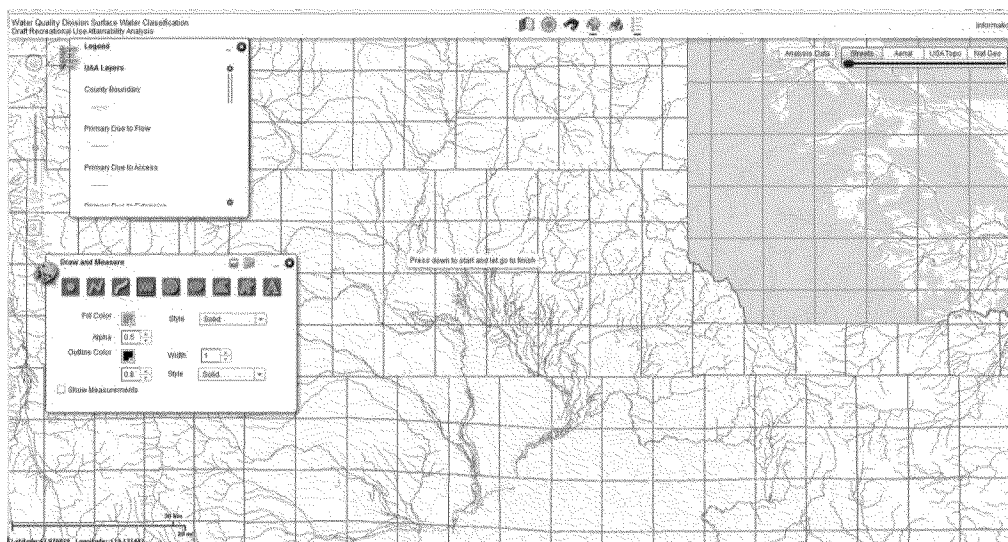 Water Quality Division Surface Water Classification
Draft Recreational Use Attainability Analysis
Legend
UAA Layers
County Boundary
Primary Due to Flow
Primary Due to Access
Analysis Data
Streets
Aerial
USA Topo
Nat Geo
Press down to start and let go to finish
Draw and Measure
Fill Color
Style
Solid
Alpha
0.5
Outline Color
Width
1
0.8
Style
Solid
Show Measurements